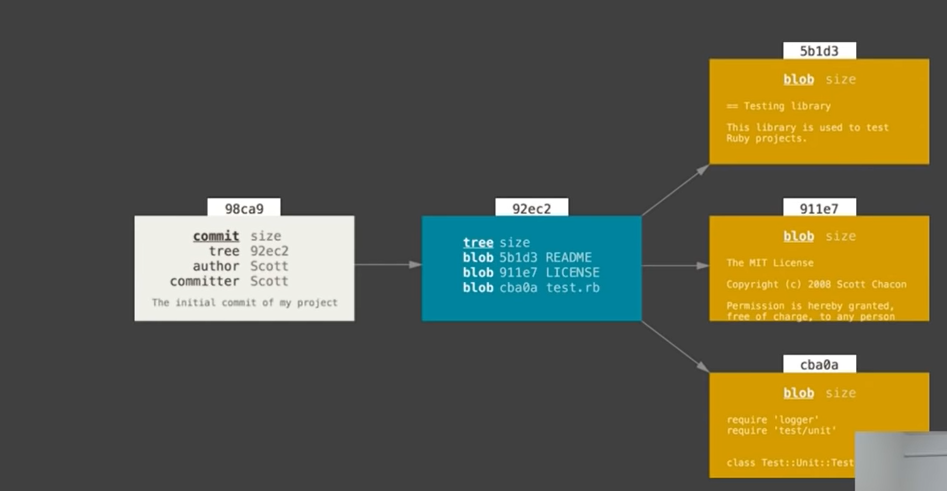 98ca9
commit size
tree 92ec2
author Scott
committer Scott
The initial commit of my project
92ec2
tree size
blob 5b1d3 README
blob 911e7 LICENSE
blob cba0a test.rb
5b1d3
blob size
== Testing library
This library is used to test
Ruby projects.
911e7
blob size
The MIT License
Copyright (c) 2008 Scott Chacon
Permission is hereby granted,
free of charge, to any person
cba0a
blob size
require 'logger'
require 'test/unit'
class Test::Unit::Test